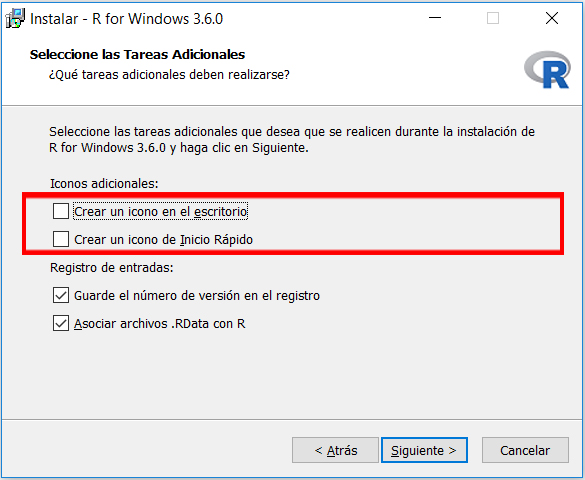 Instalar - R for Windows 3.6.0
Seleccione las Tareas Adicionales
¿Qué tareas adicionales deben realizarse?
R
Seleccione las tareas adicionales que desea que se realicen durante la instalación de
R for Windows 3.6.0 y haga clic en Siguiente.
Iconos adicionales:
Crear un icono en el escritorio
Crear un icono de Inicio Rápido
Registro de entradas:
Guarde el número de versión en el registro
Asociar archivos .RData con R
< Atrás
Siguiente >
Cancelar